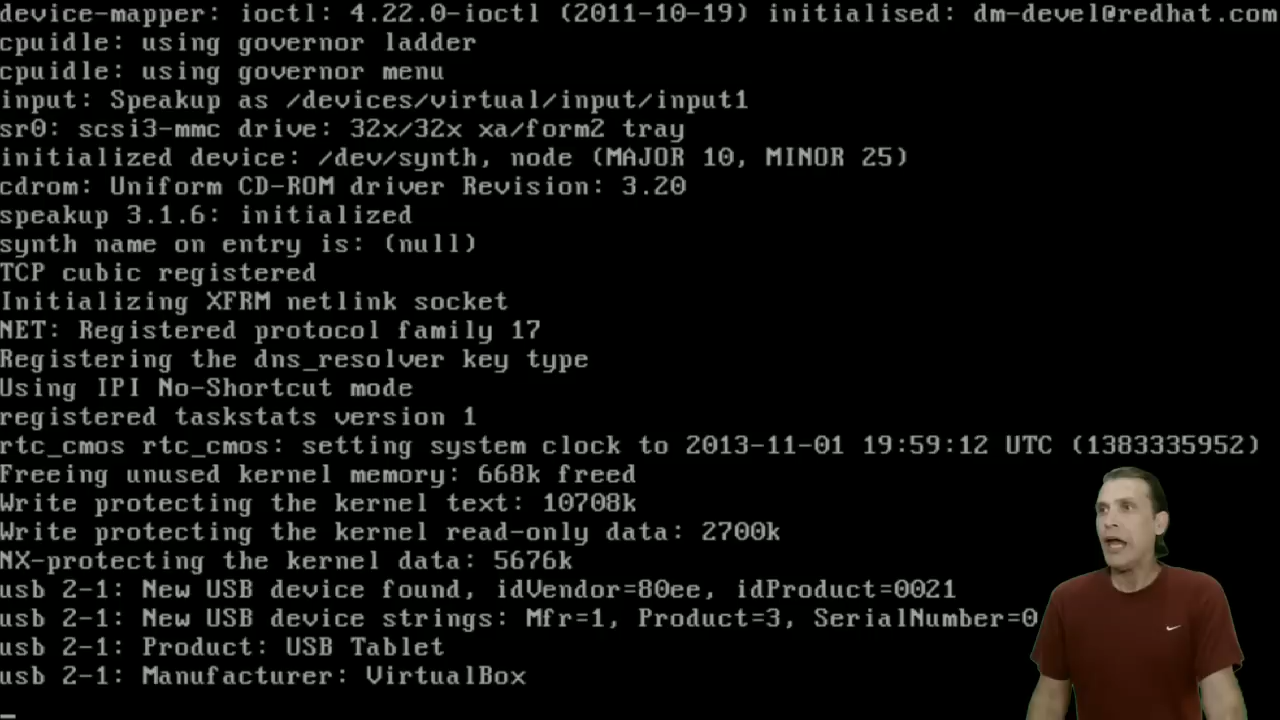 device-mapper: ioctl: 4.22.0-ioctl (2011-10-19) initialised: dm-devel@redhat.com
cpuidle: using governor ladder
cpuidle: using governor menu
input: Speakup as /devices/virtual/input/input1
sr0: scsi3-mmc drive: 32x/32x xa/form2 tray
initialized device: /dev/synth, node (MAJOR 10, MINOR 25)
cdrom: Uniform CD-ROM driver Revision: 3.20
speakup 3.1.6: initialized
synth name on entry is: (null)
TCP cubic registered
Initializing XFRM netlink socket
NET: Registered protocol family 17
Registering the dns_resolver key type
Using IPI No-Shortcut mode
registered taskstats version 1
rtc_cmos rtc_cmos: setting system clock to 2013-11-01 19:59:12 UTC (1383335952)
Freeing unused kernel memory: 668k freed
Write protecting the kernel text: 10708k
Write protecting the kernel read-only data: 2700k
NX-protecting the kernel data: 5676k
usb 2-1: New USB device found, idVendor=80ee, idProduct=0021
usb 2-1: New USB device strings: Mfr=1, Product=3, SerialNumber=0
usb 2-1: Product: USB Tablet
usb 2-1: Manufacturer: VirtualBox